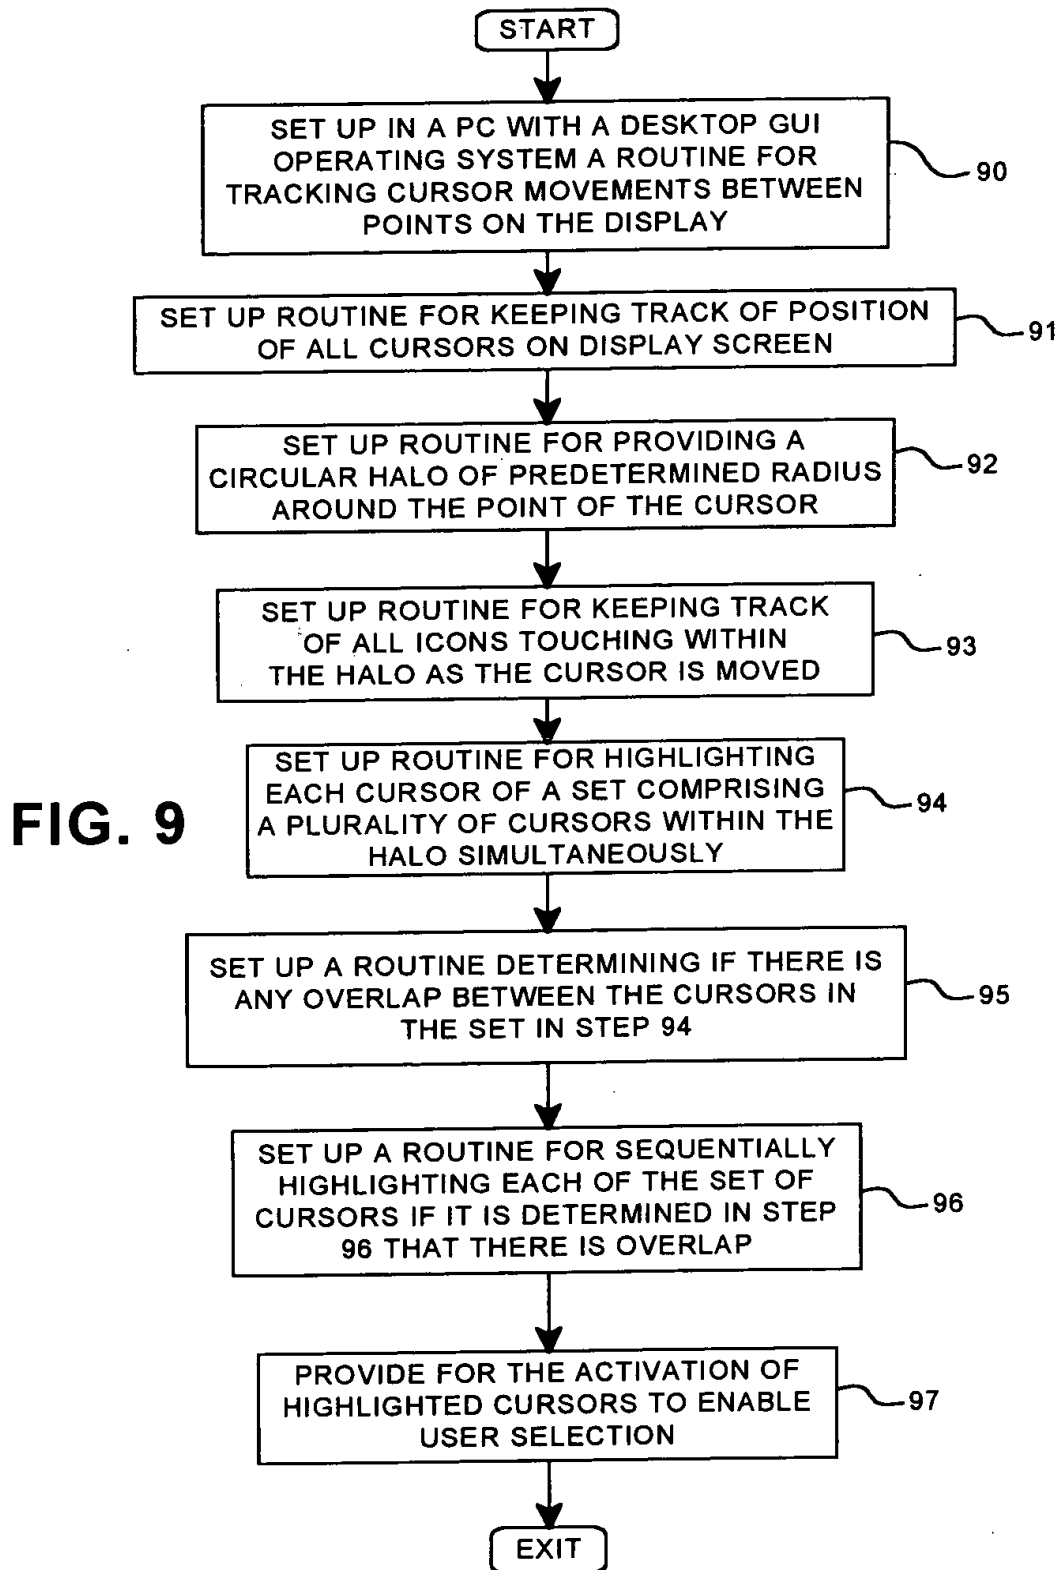 START
SET UP IN A PC WITH A DESKTOP GUI
OPERATING SYSTEM A ROUTINE FOR
TRACKING CURSOR MOVEMENTS BETWEEN
POINTS ON THE DISPLAY
90
SET UP ROUTINE FOR KEEPING TRACK OF POSITION
OF ALL CURSORS ON DISPLAY SCREEN
91
SET UP ROUTINE FOR PROVIDING A
CIRCULAR HALO OF PREDETERMINED RADIUS
AROUND THE POINT OF THE CURSOR
92
SET UP ROUTINE FOR KEEPING TRACK
OF ALL ICONS TOUCHING WITHIN
THE HALO AS THE CURSOR IS MOVED
93
SET UP ROUTINE FOR HIGHLIGHTING
EACH CURSOR OF A SET COMPRISING
A PLURALITY OF CURSORS WITHIN THE
HALO SIMULTANEOUSLY
94
FIG. 9
SET UP A ROUTINE DETERMINING IF THERE IS
ANY OVERLAP BETWEEN THE CURSORS IN
THE SET IN STEP 94
95
SET UP A ROUTINE FOR SEQUENTIALLY
HIGHLIGHTING EACH OF THE SET OF
CURSORS IF IT IS DETERMINED IN STEP
96 THAT THERE IS OVERLAP
96
PROVIDE FOR THE ACTIVATION OF
HIGHLIGHTED CURSORS TO ENABLE
USER SELECTION
97
EXIT